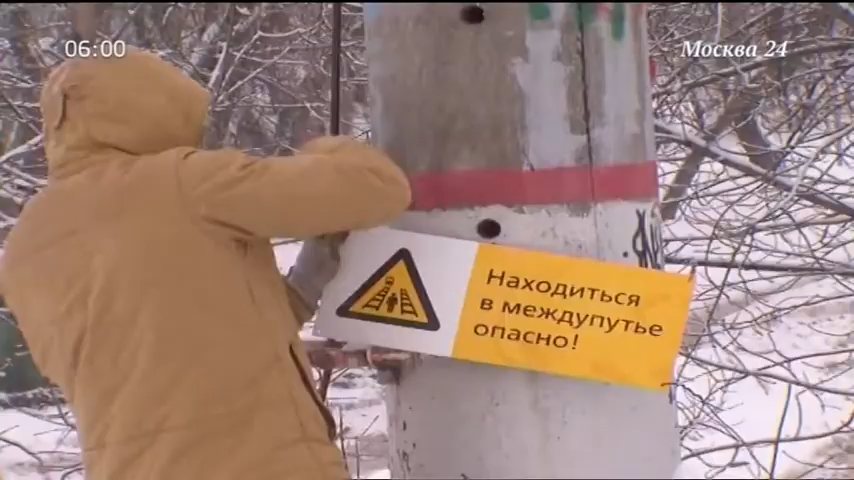 06:00
Москва 24
Находиться
в междупутье
опасно!